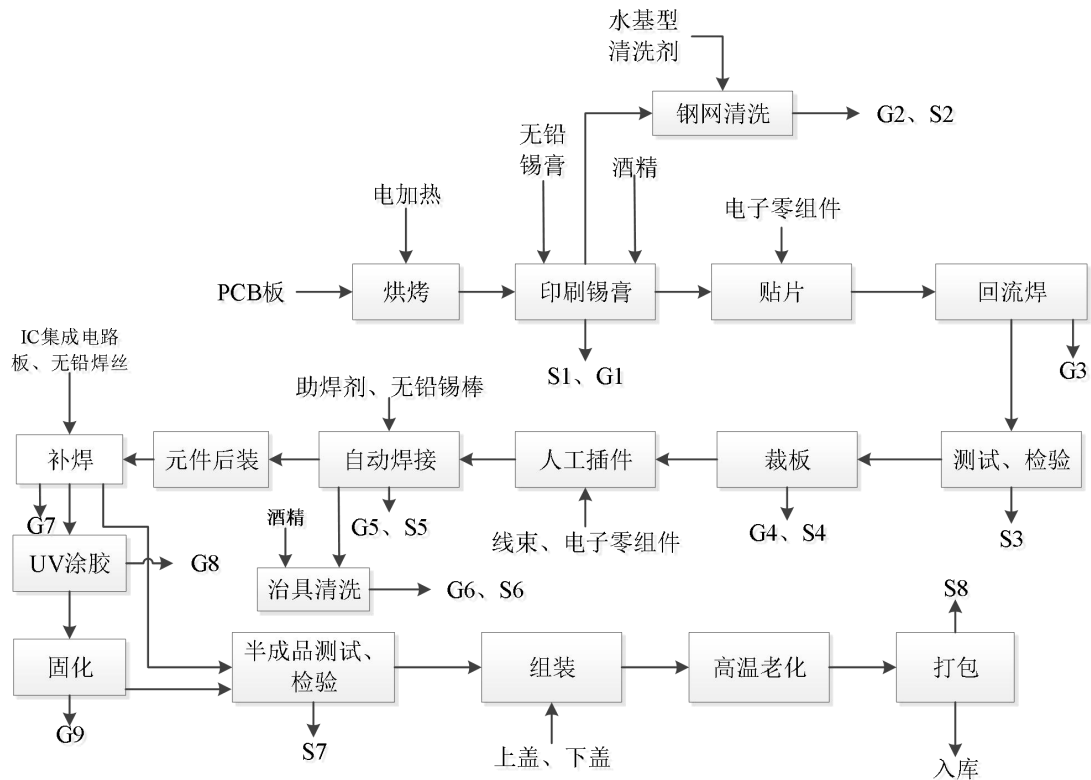 水基型
清洗剂
钢网清洗
G2、S2
无铅
锡膏
酒精
电加热
电子零组件
PCB板
烘烤
印刷锡膏
贴片
回流焊
S1、G1
G3
IC集成电路
板、无铅焊丝
助焊剂、无铅锡棒
补焊
元件后装
自动焊接
人工插件
裁板
测试、检验
G7
酒精
G5、S5
线束、电子零组件
G4、S4
S3
UV涂胶
G8
治具清洗
G6、S6
S8
固化
半成品测试、
检验
组装
高温老化
打包
G9
S7
上盖、下盖
入库